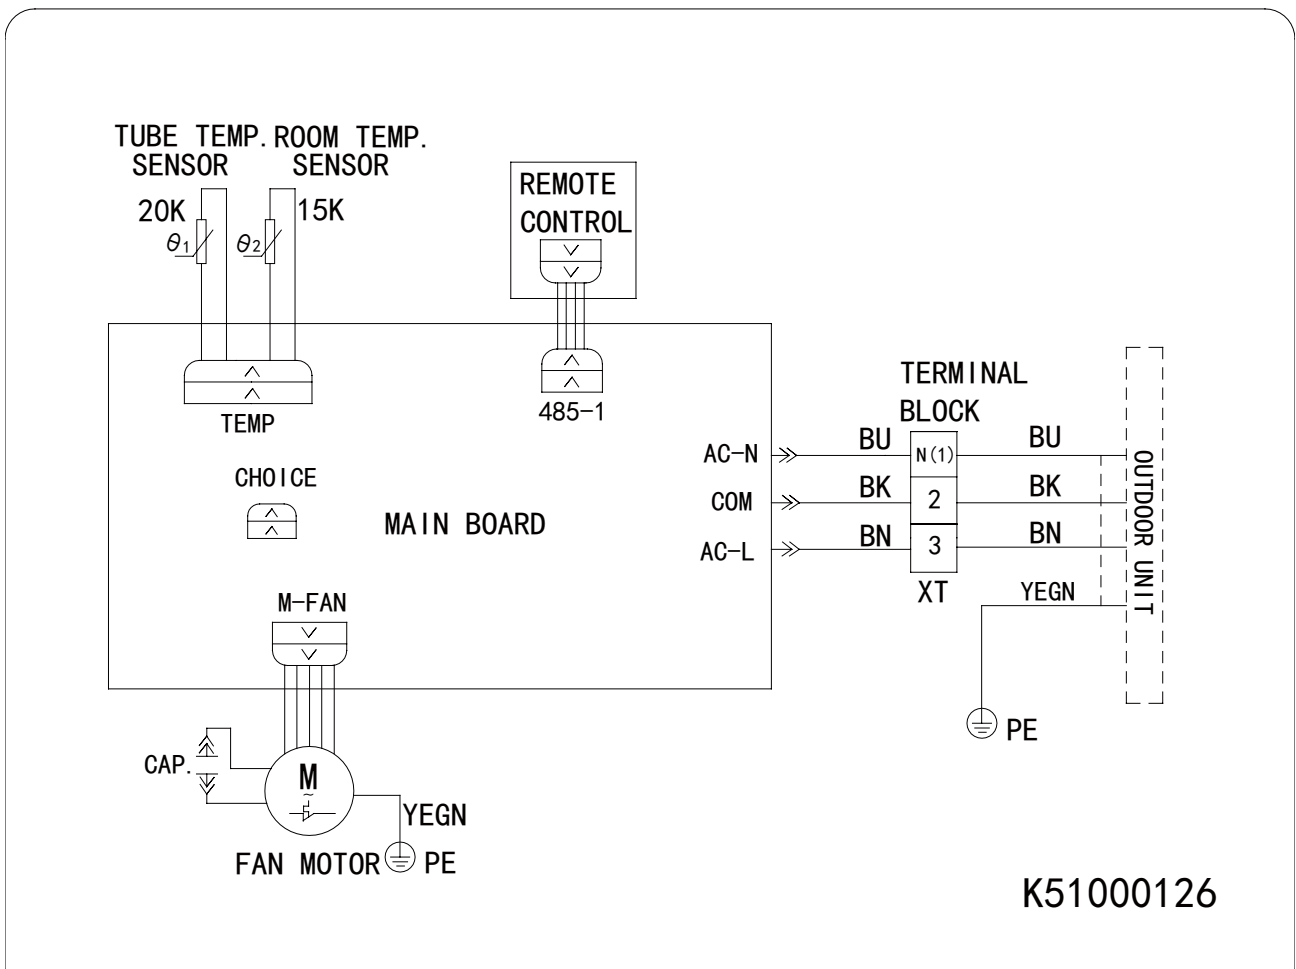 TUBE TEMP. ROOM TEMP.
SENSOR SENSOR
20K 15K
θ1 θ2
REMOTE
CONTROL
TEMP
485-1
CHOICE
MAIN BOARD
AC-N
COM
AC-L
M-FAN
TERMINAL
BLOCK
BU N(1) BU
BK 2 BK
BN 3 BN
XT
YEGN
OUTDOOR UNIT
PE
CAP.
M
~
YEGN
FAN MOTOR PE
K51000126